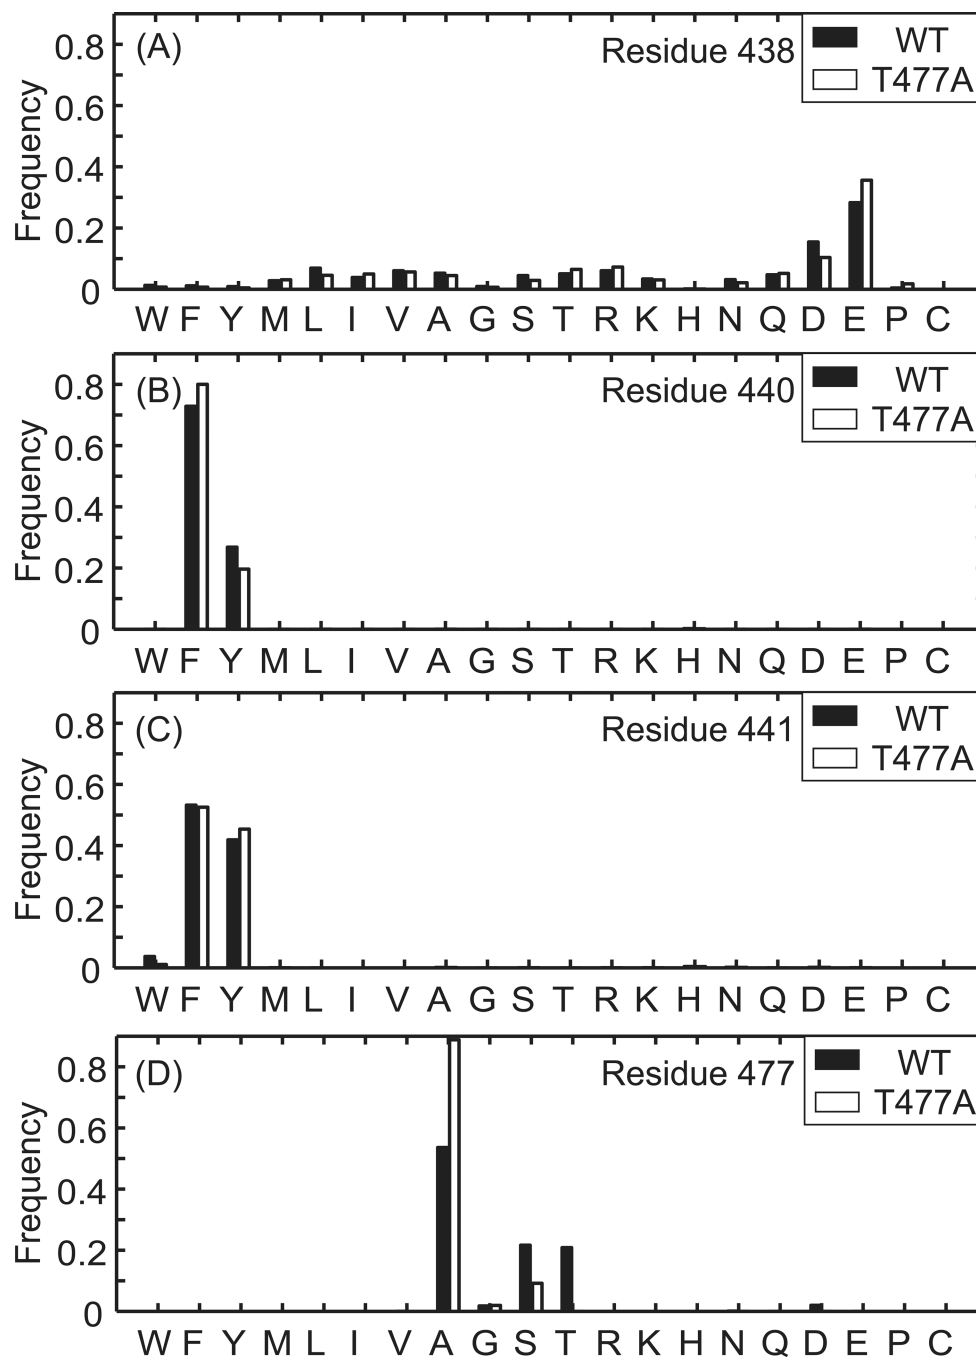 (A) Residue 438 WT
T477A
Frequency
0.8
0.6
0.4
0.2
0
W F Y M L I V A G S T R K H N Q D E P C
(B) Residue 440 WT
T477A
Frequency
0.8
0.6
0.4
0.2
0
W F Y M L I V A G S T R K H N Q D E P C
(C) Residue 441 WT
T477A
Frequency
0.8
0.6
0.4
0.2
0
W F Y M L I V A G S T R K H N Q D E P C
(D) Residue 477 WT
T477A
Frequency
0.8
0.6
0.4
0.2
0
W F Y M L I V A G S T R K H N Q D E P C